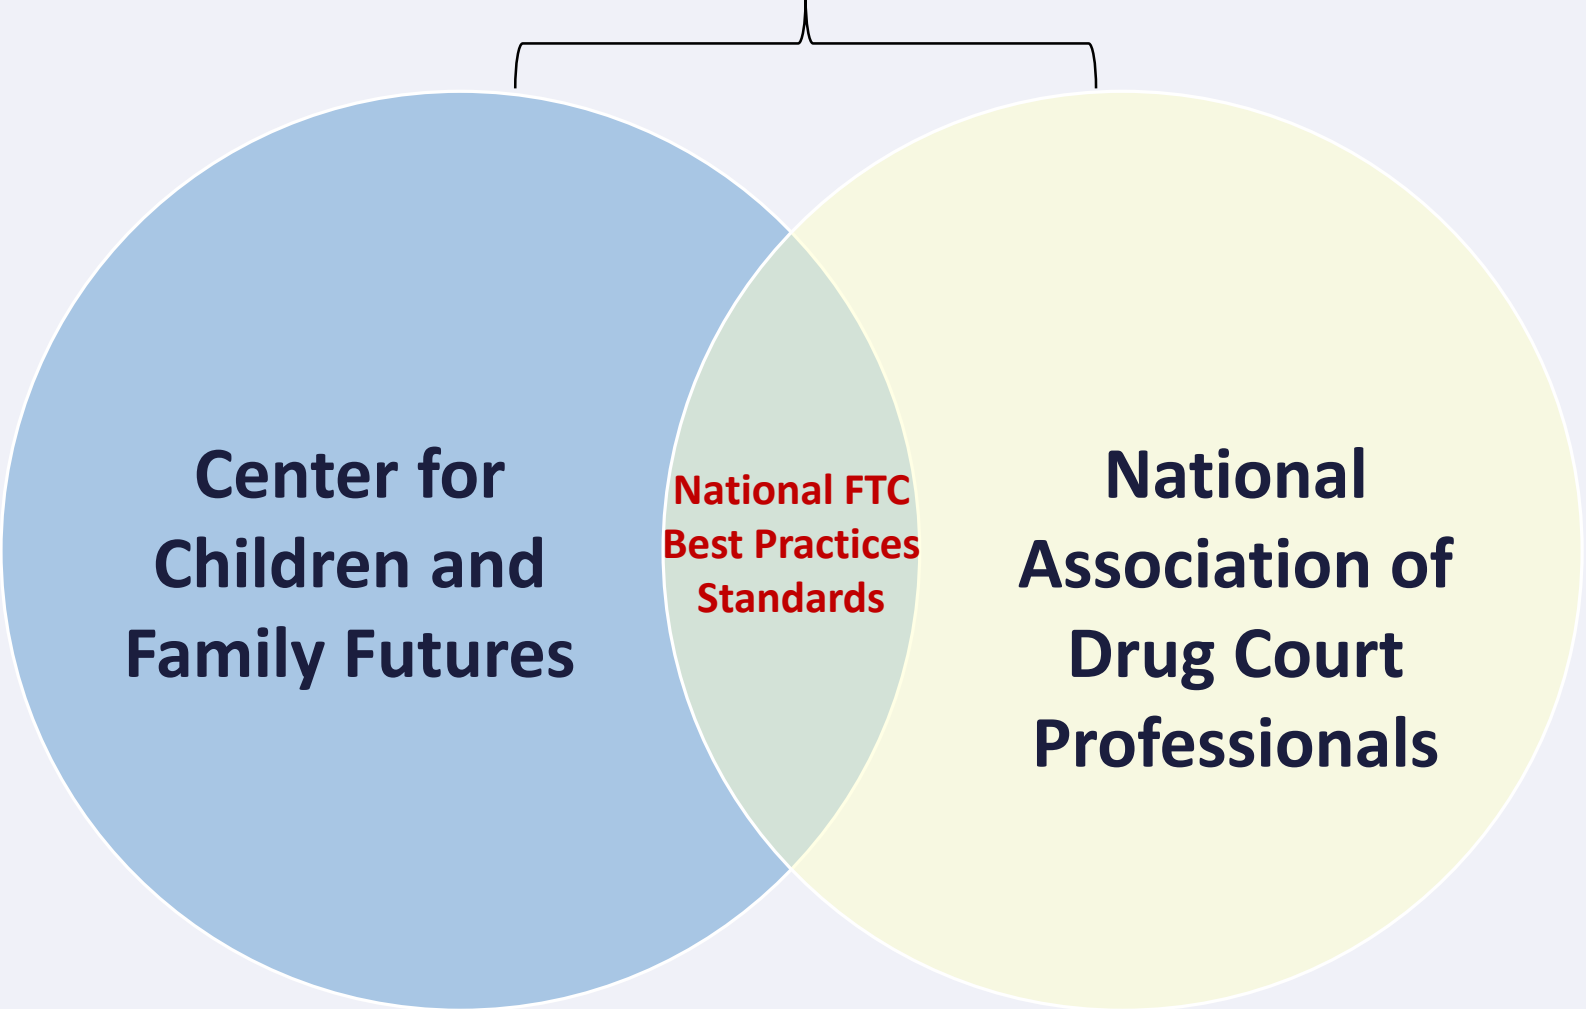 Center for
Children and
Family Futures
National FTC
Best Practices
Standards
National
Association of
Drug Court
Professionals